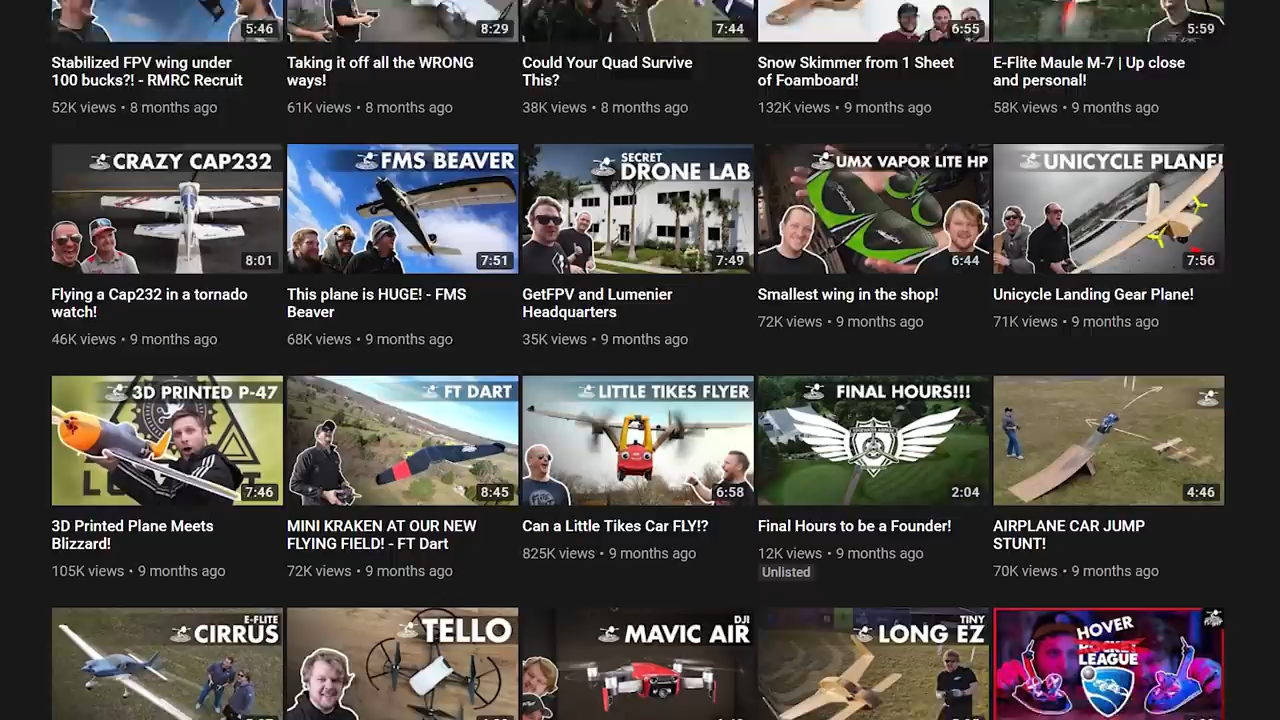 5:46
8:29
7:44
6:55
5:59
Stabilized FPV wing under
100 bucks?! - RMRC Recruit
52K views • 8 months ago
Taking it off all the WRONG
ways!
61K views • 8 months ago
Could Your Quad Survive
This?
38K views • 8 months ago
Snow Skimmer from 1 Sheet
of Foamboard!
132K views • 9 months ago
E-Flite Maule M-7 | Up close
and personal!
58K views • 9 months ago
CRAZY CAP232
8:01
FMS BEAVER
7:51
SECRET
DRONE LAB
7:49
UMX VAPOR LITE HP
6:44
UNICYCLE PLANE!
7:56
Flying a Cap232 in a tornado
watch!
46K views • 9 months ago
This plane is HUGE! - FMS
Beaver
68K views • 9 months ago
GetFPV and Lumenier
Headquarters
35K views • 9 months ago
Smallest wing in the shop!
72K views • 9 months ago
Unicycle Landing Gear Plane!
71K views • 9 months ago
3D PRINTED P-47
7:46
FT DART
8:45
LITTLE TIKES FLYER
6:58
FINAL HOURS!!!
2:04
4:46
3D Printed Plane Meets
Blizzard!
105K views • 9 months ago
MINI KRAKEN AT OUR NEW
FLYING FIELD! - FT Dart
72K views • 9 months ago
Can a Little Tikes Car FLY!?
825K views • 9 months ago
Final Hours to be a Founder!
12K views • 9 months ago
Unlisted
AIRPLANE CAR JUMP
STUNT!
70K views • 9 months ago
E-FLITE
CIRRUS
TELLO
DJI
MAVIC AIR
TINY
LONG EZ
HOVER
ROCKET
LEAGUE